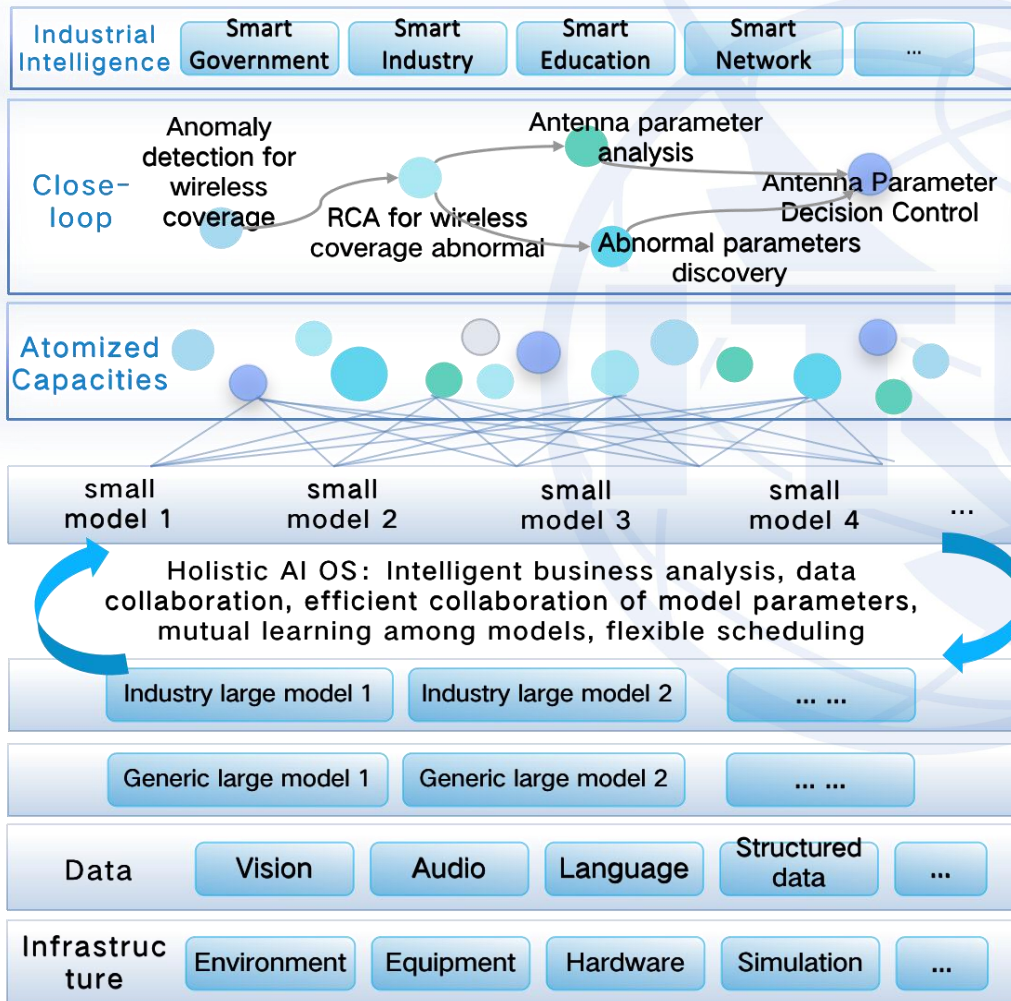 Industrial
Intelligence
Smart
Government
Smart
Industry
Smart
Education
Smart
Network
...
Close-
loop
Anomaly
detection for
wireless
coverage
RCA for wireless
coverage abnormal
Antenna parameter
analysis
Abnormal parameters
discovery
Antenna Parameter
Decision Control
Atomized
Capacities
small
model 1
small
model 2
small
model 3
small
model 4
...
Holistic AI OS: Intelligent business analysis, data
collaboration, efficient collaboration of model parameters,
mutual learning among models, flexible scheduling
Industry large model 1
Industry large model 2
... ...
Generic large model 1
Generic large model 2
... ...
Data
Vision
Audio
Language
Structured
data
...
Infrastruc
ture
Environment
Equipment
Hardware
Simulation
...
ITU